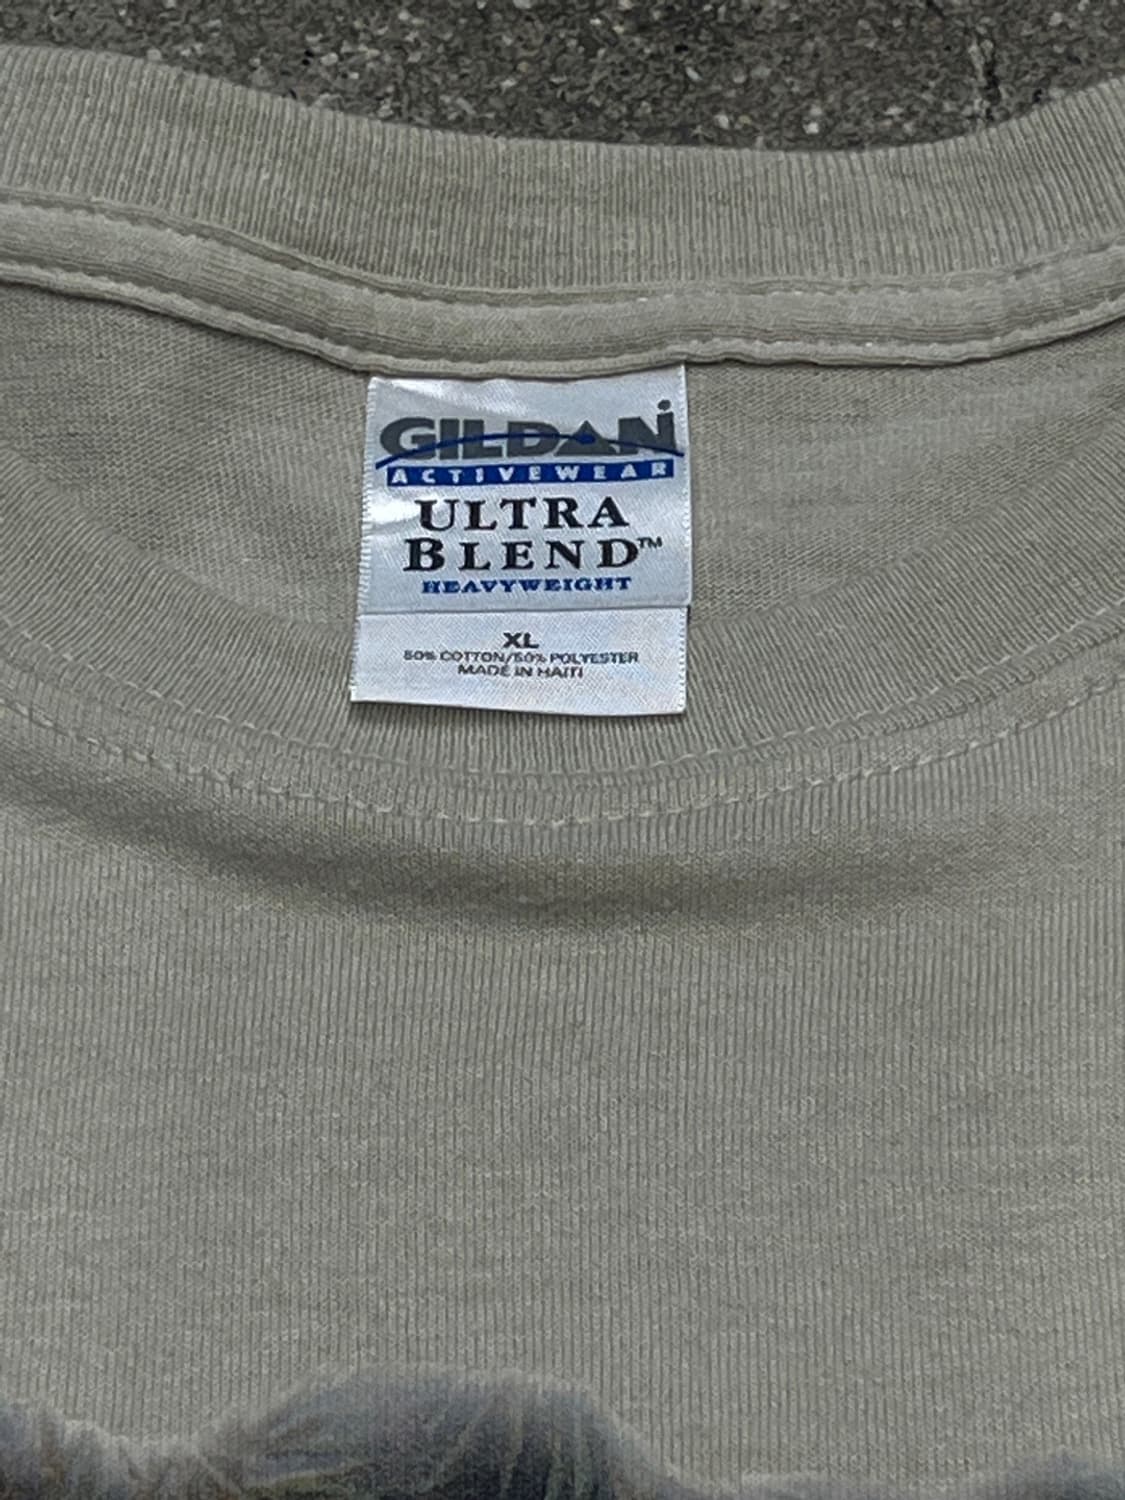 GILDAN
ACTIVEWEAR
ULTRA
BLEND™
HEAVYWEIGHT
XL
50% COTTON/50% POLYESTER
MADE IN HAITI